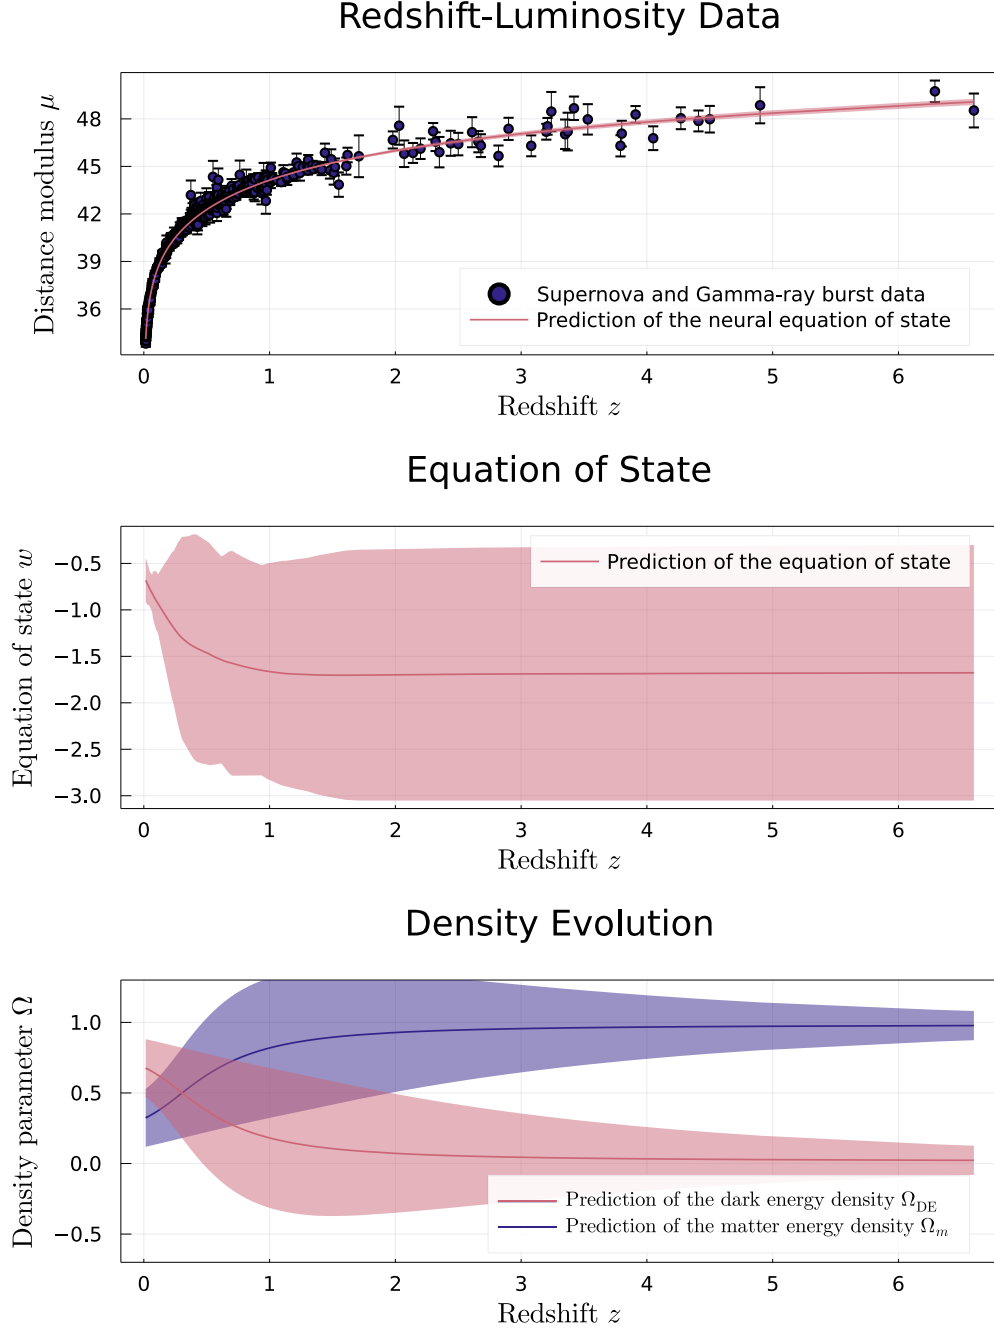 Redshift-Luminosity Data
Distance modulus μ
48
45
42
39
36
Supernova and Gamma-ray burst data
Prediction of the neural equation of state
0 1 2 3 4 5 6
Redshift z
Equation of State
Equation of state w
−0.5
−1.0
−1.5
−2.0
−2.5
−3.0
Prediction of the equation of state
0 1 2 3 4 5 6
Redshift z
Density Evolution
Density parameter Ω
1.0
0.5
0.0
−0.5
Prediction of the dark energy density Ω_DE
Prediction of the matter energy density Ω_m
0 1 2 3 4 5 6
Redshift z